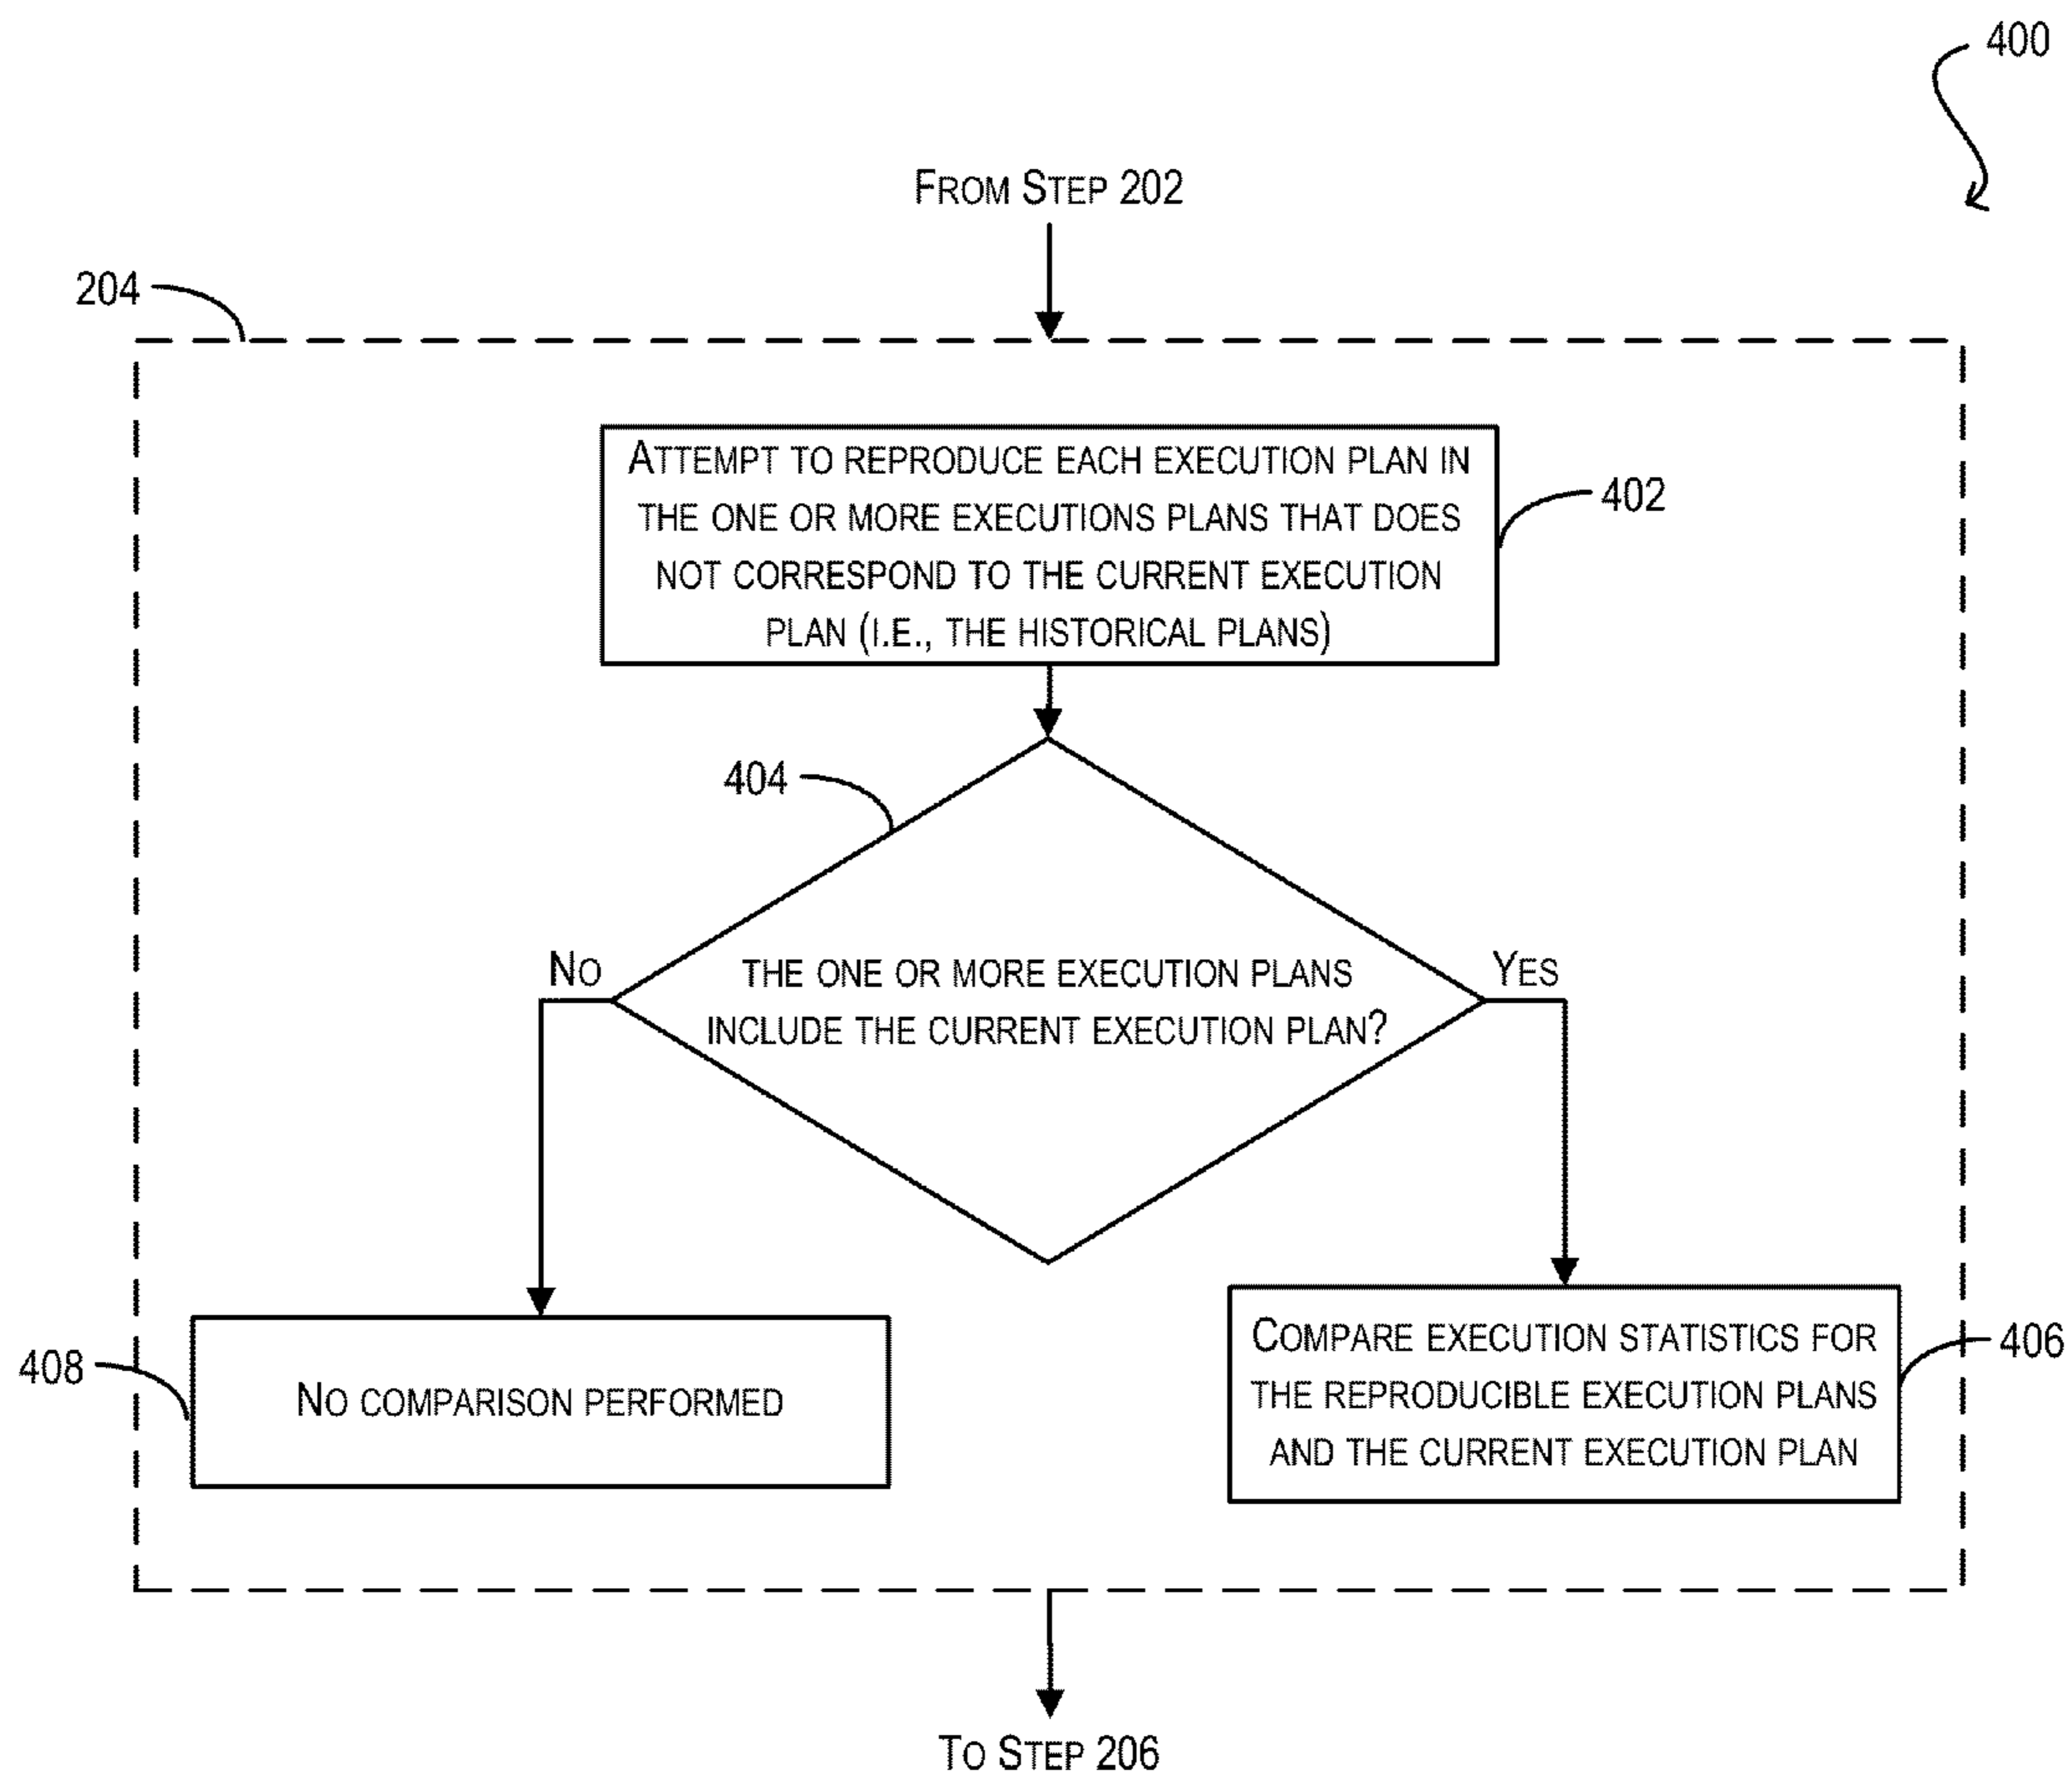 400
From Step 202
204
Attempt to reproduce each execution plan in
the one or more executions plans that does
not correspond to the current execution
plan (i.e., the historical plans)
402
404
No
the one or more execution plans
include the current execution plan?
Yes
408
No comparison performed
Compare execution statistics for
the reproducible execution plans
and the current execution plan
406
To Step 206